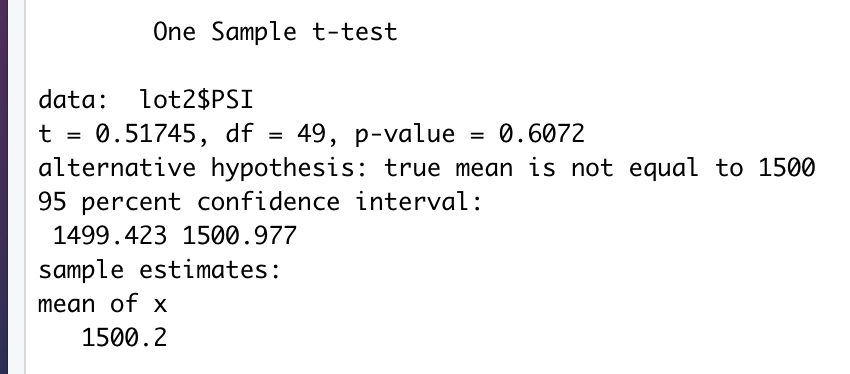 One Sample t-test
data:  lot2$PSI
t = 0.51745, df = 49, p-value = 0.6072
alternative hypothesis: true mean is not equal to 1500
95 percent confidence interval:
1499.423 1500.977
sample estimates:
mean of x
1500.2